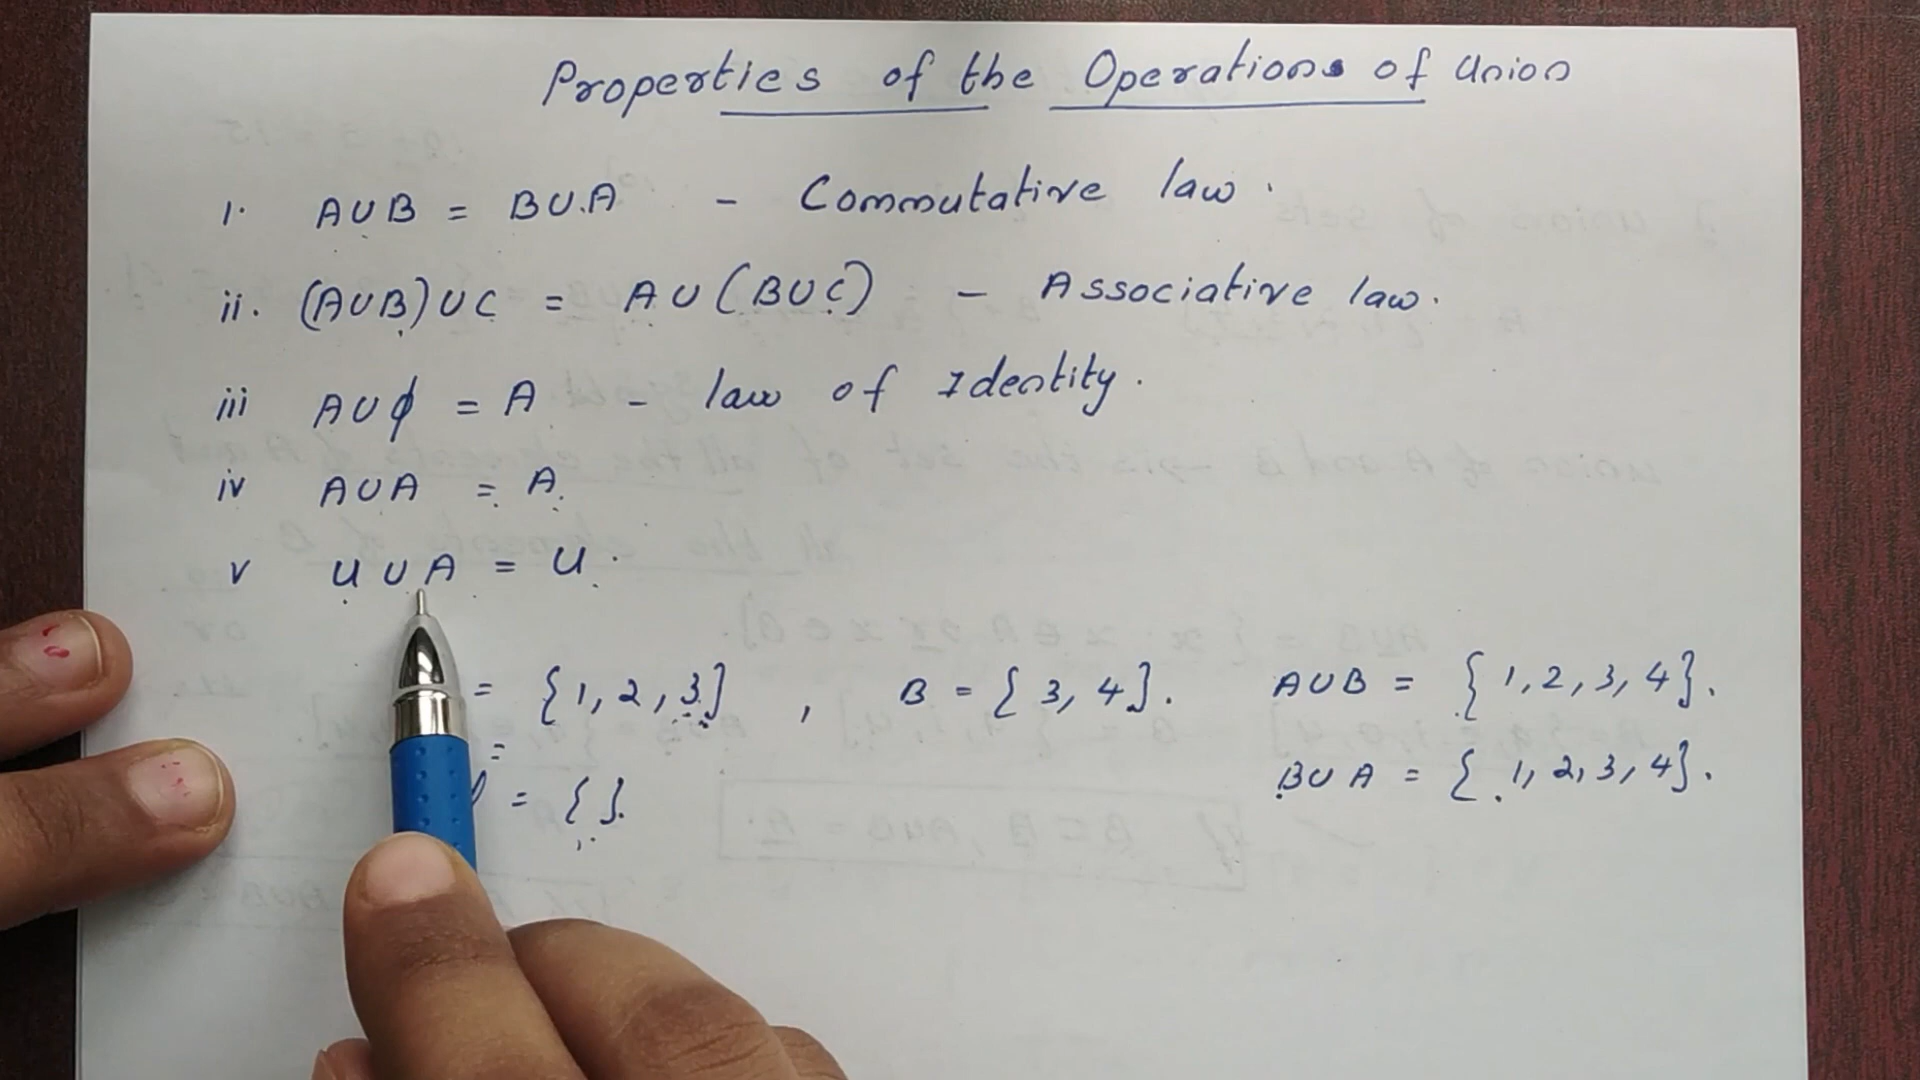 Properties of the Operations of Union
1. A∪B = B∪A - Commutative law.
ii. (A∪B)∪C = A∪(B∪C) - Associative law.
iii A∪ϕ = A - law of Identity.
iv A∪A = A.
v U∪A = U.
= {1, 2, 3} , B = {3, 4}. A∪B = {1, 2, 3, 4}.
=
= { }. B∪A = {1, 2, 3, 4}.